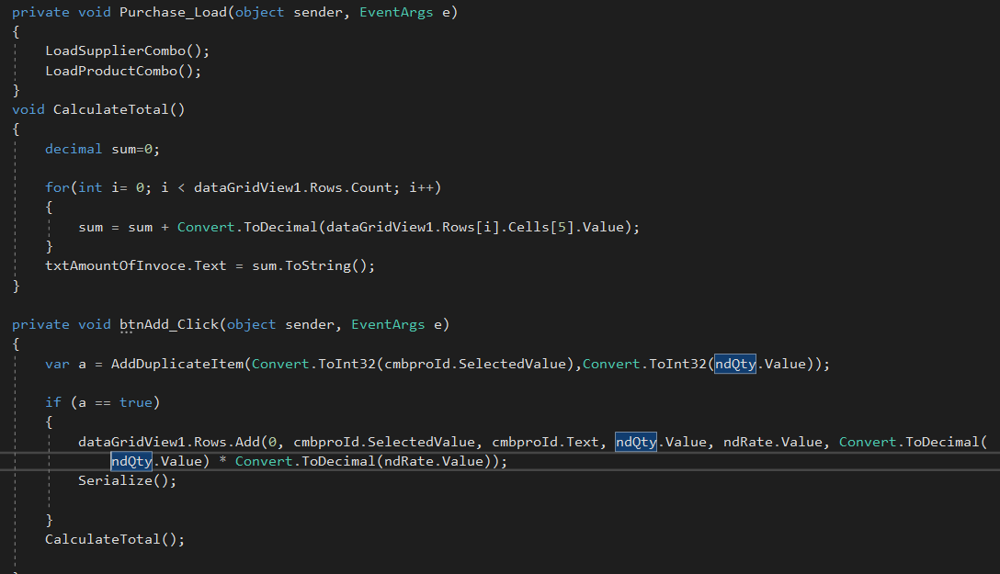 private void Purchase_Load(object sender, EventArgs e)
{
LoadSupplierCombo();
LoadProductCombo();
}
void CalculateTotal()
{
decimal sum=0;
for(int i= 0; i < dataGridView1.Rows.Count; i++)
{
sum = sum + Convert.ToDecimal(dataGridView1.Rows[i].Cells[5].Value);
}
txtAmountOfInvoce.Text = sum.ToString();
}
private void btnAdd_Click(object sender, EventArgs e)
{
var a = AddDuplicateItem(Convert.ToInt32(cmbproId.SelectedValue),Convert.ToInt32(ndQty.Value));
if (a == true)
{
dataGridView1.Rows.Add(0, cmbproId.SelectedValue, cmbproId.Text, ndQty.Value, ndRate.Value, Convert.ToDecimal(
ndQty.Value) * Convert.ToDecimal(ndRate.Value));
Serialize();
}
CalculateTotal();